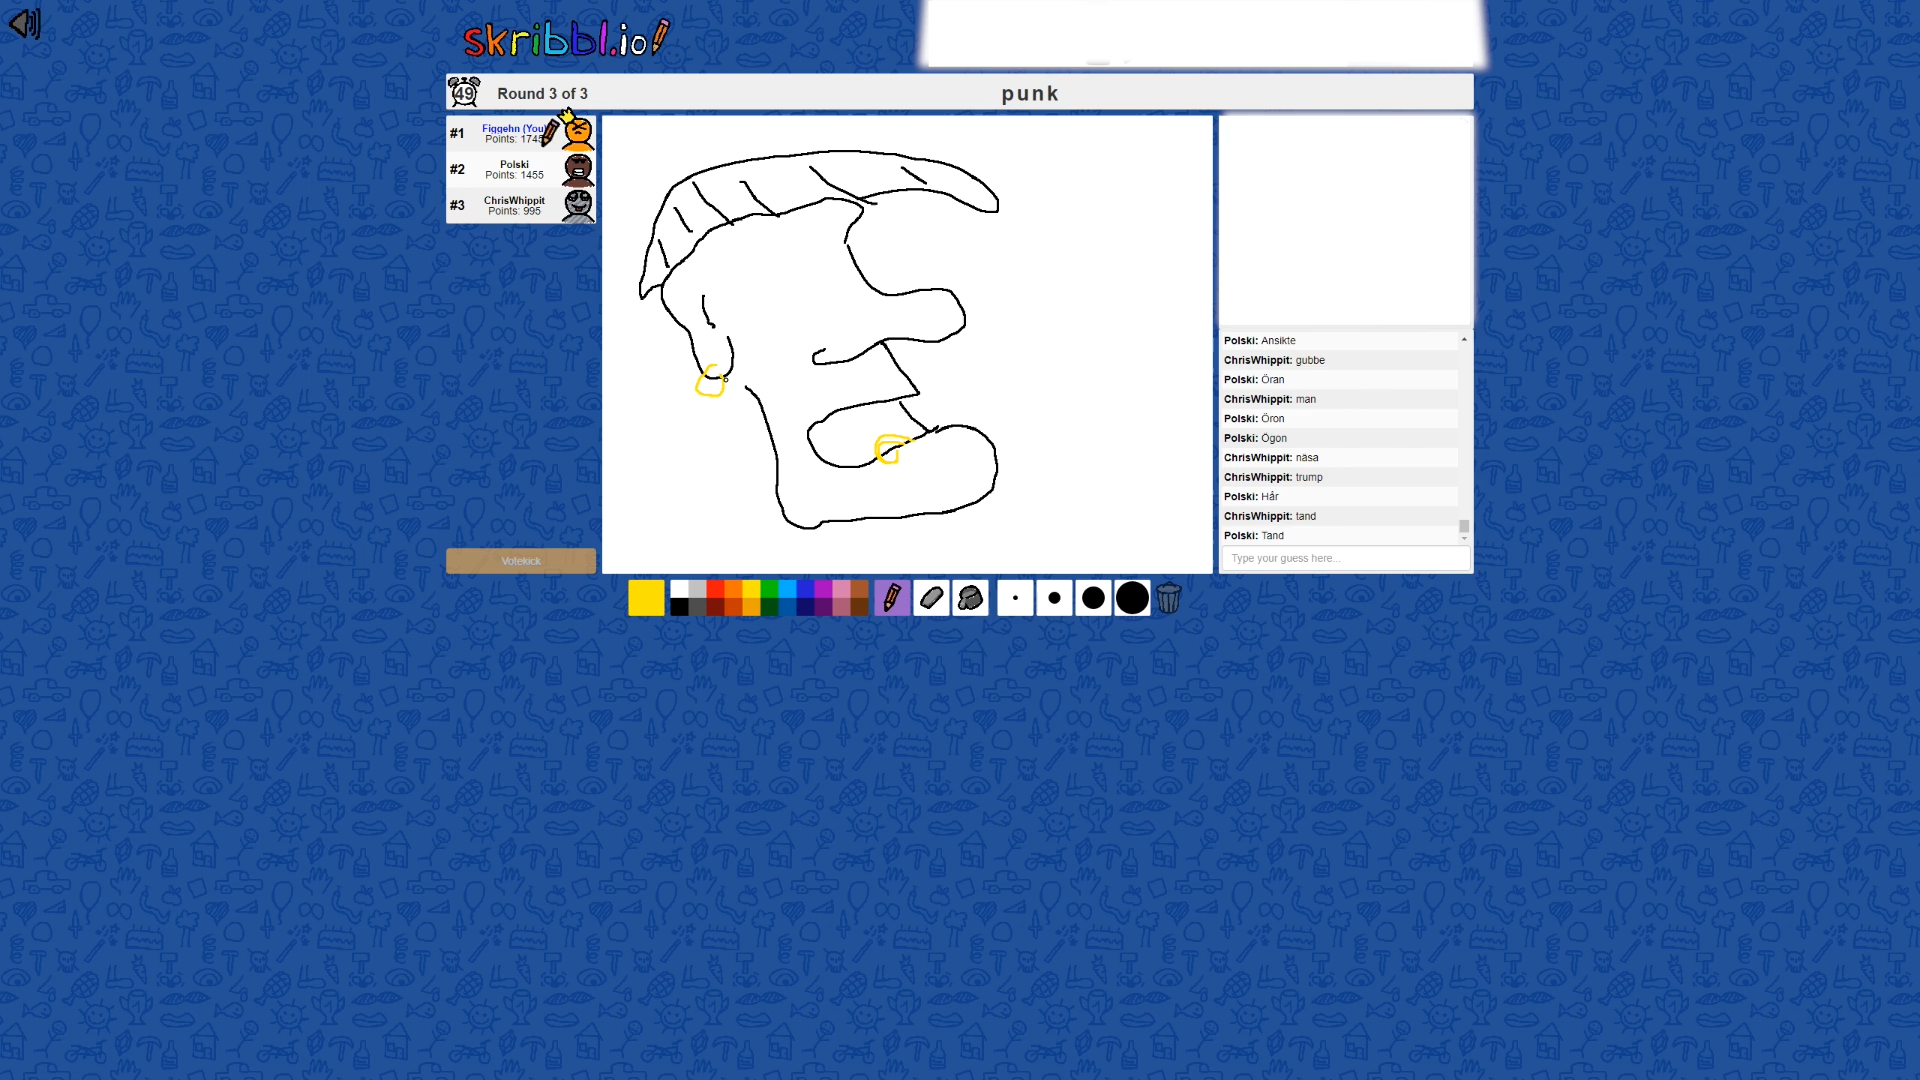 skribbl.io
49
Round 3 of 3
punk
#1
Figgehn (You)
Points: 1745
#2
Polski
Points: 1455
#3
ChrisWhippit
Points: 995
Votekick
Polski: Ansikte
ChrisWhippit: gubbe
Polski: Öran
ChrisWhippit: man
Polski: Öron
Polski: Ögon
ChrisWhippit: näsa
ChrisWhippit: trump
Polski: Hår
ChrisWhippit: tand
Polski: Tand
Type your guess here...